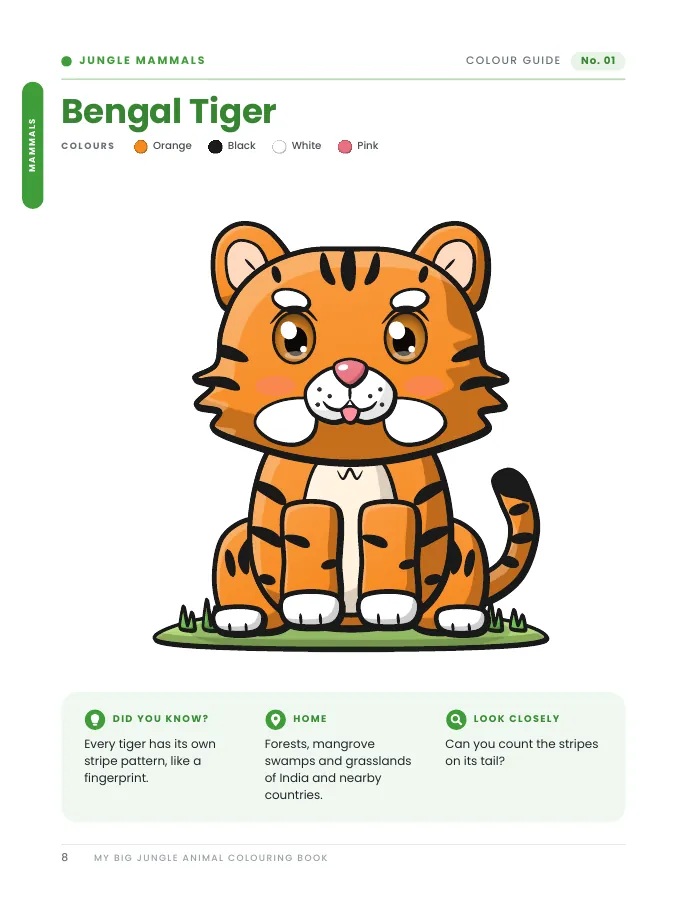 JUNGLE MAMMALS
COLOUR GUIDE No. 01
MAMMALS
Bengal Tiger
COLOURS Orange Black White Pink
DID YOU KNOW?
Every tiger has its own
stripe pattern, like a
fingerprint.
HOME
Forests, mangrove
swamps and grasslands
of India and nearby
countries.
LOOK CLOSELY
Can you count the stripes
on its tail?
8 MY BIG JUNGLE ANIMAL COLOURING BOOK